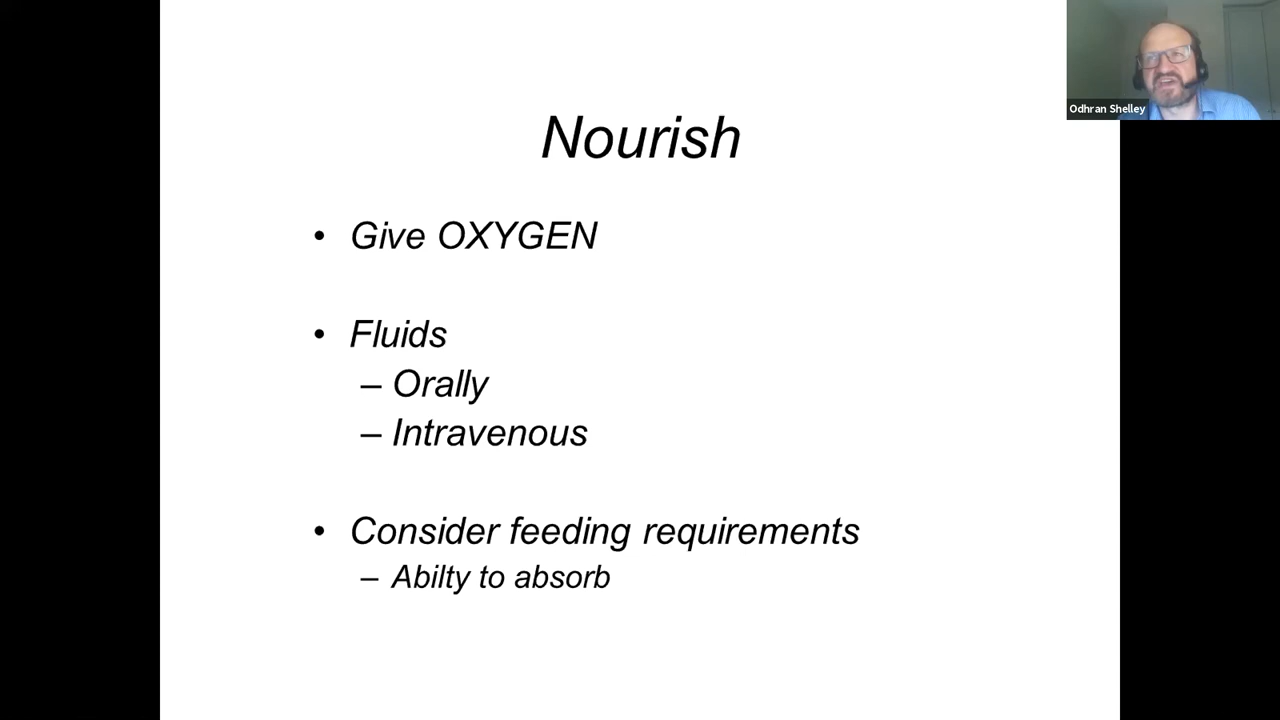 Nourish
Odhran Shelley
• Give OXYGEN
• Fluids
– Orally
– Intravenous
• Consider feeding requirements
– Abilty to absorb